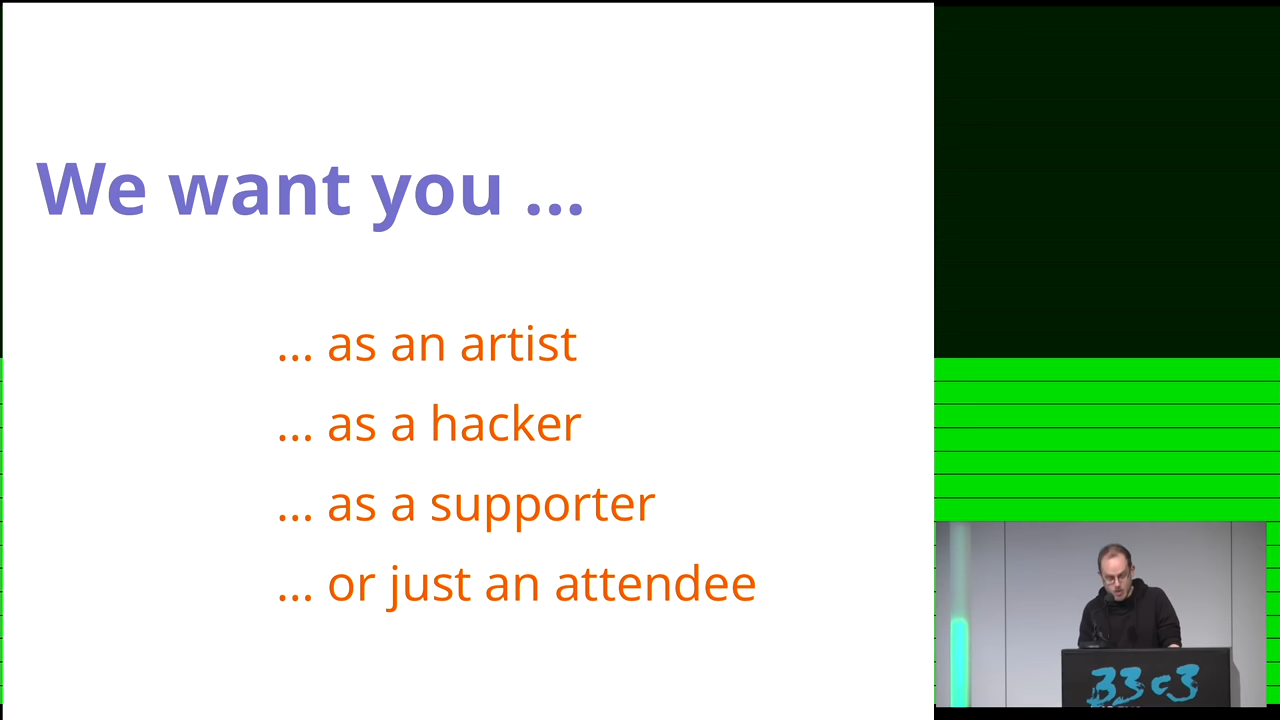 We want you ...
... as an artist
... as a hacker
... as a supporter
... or just an attendee
33c3